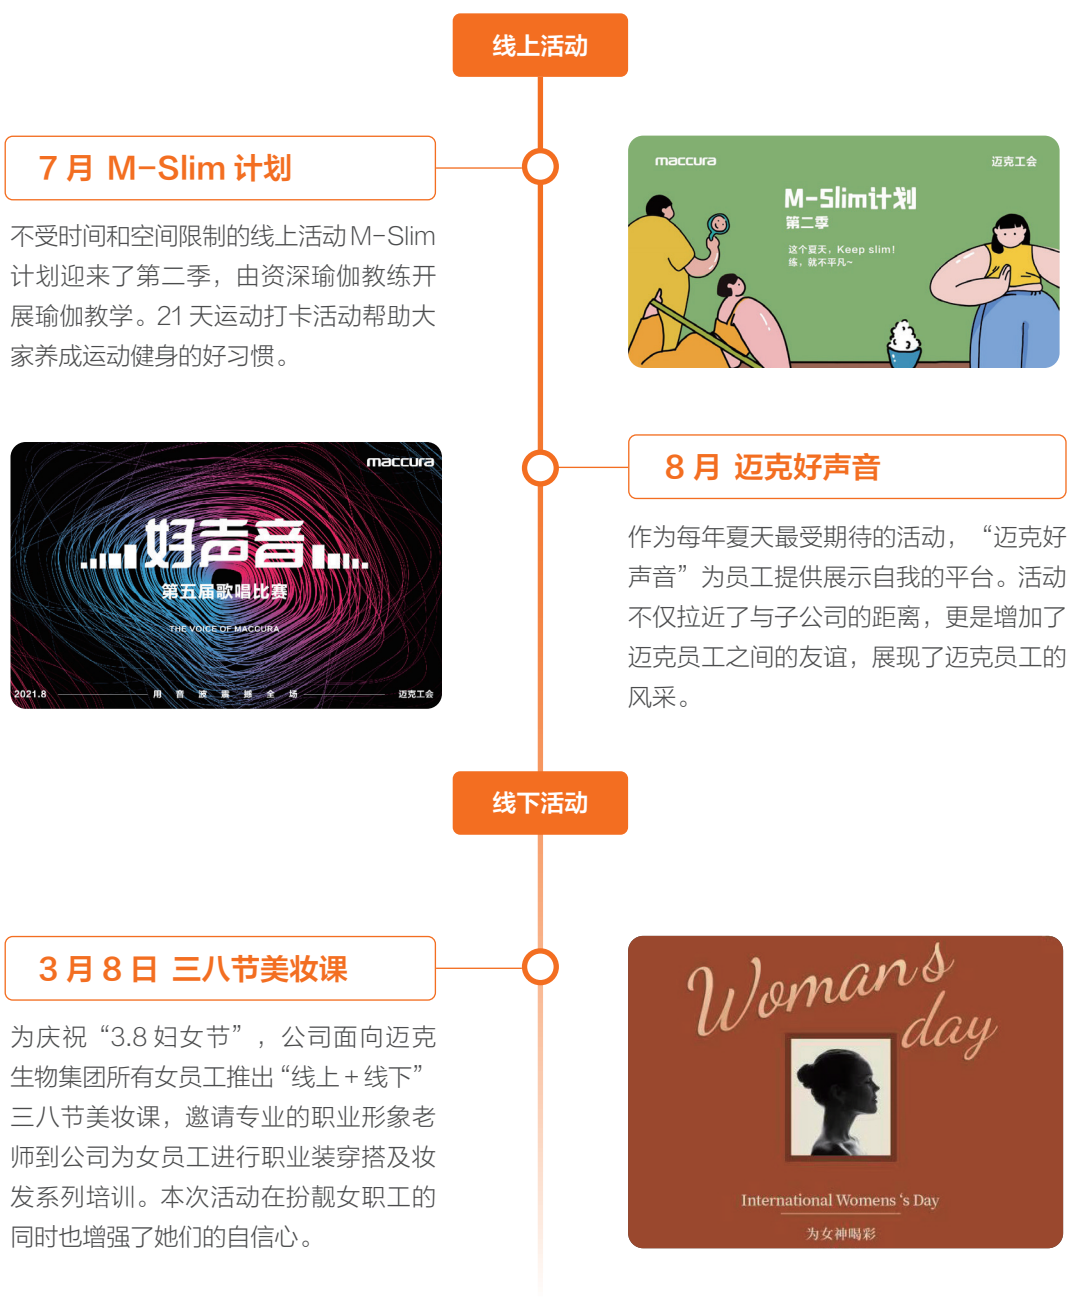 线上活动
7月 M-Slim 计划
不受时间和空间限制的线上活动M-Slim
计划迎来了第二季，由资深瑜伽教练开
展瑜伽教学。21天运动打卡活动帮助大
家养成运动健身的好习惯。
maccura
迈克工会
M-Slim计划
第二季
这个夏天，Keep slim!
练，就不平凡~
maccura
好声音
第五届歌唱比赛
THE VOICE OF MACCURA
2021.8
用音波震撼全场
迈克工会
8月 迈克好声音
作为每年夏天最受期待的活动，“迈克好
声音”为员工提供展示自我的平台。活动
不仅拉近了与子公司的距离，更是增加了
迈克员工之间的友谊，展现了迈克员工的
风采。
线下活动
3月8日 三八节美妆课
为庆祝“3.8妇女节”，公司面向迈克
生物集团所有女员工推出“线上+线下”
三八节美妆课，邀请专业的职业形象老
师到公司为女员工进行职业装穿搭及妆
发系列培训。本次活动在扮靓女职工的
同时也增强了她们的自信心。
Woman's
day
International Womens 's Day
为女神喝彩